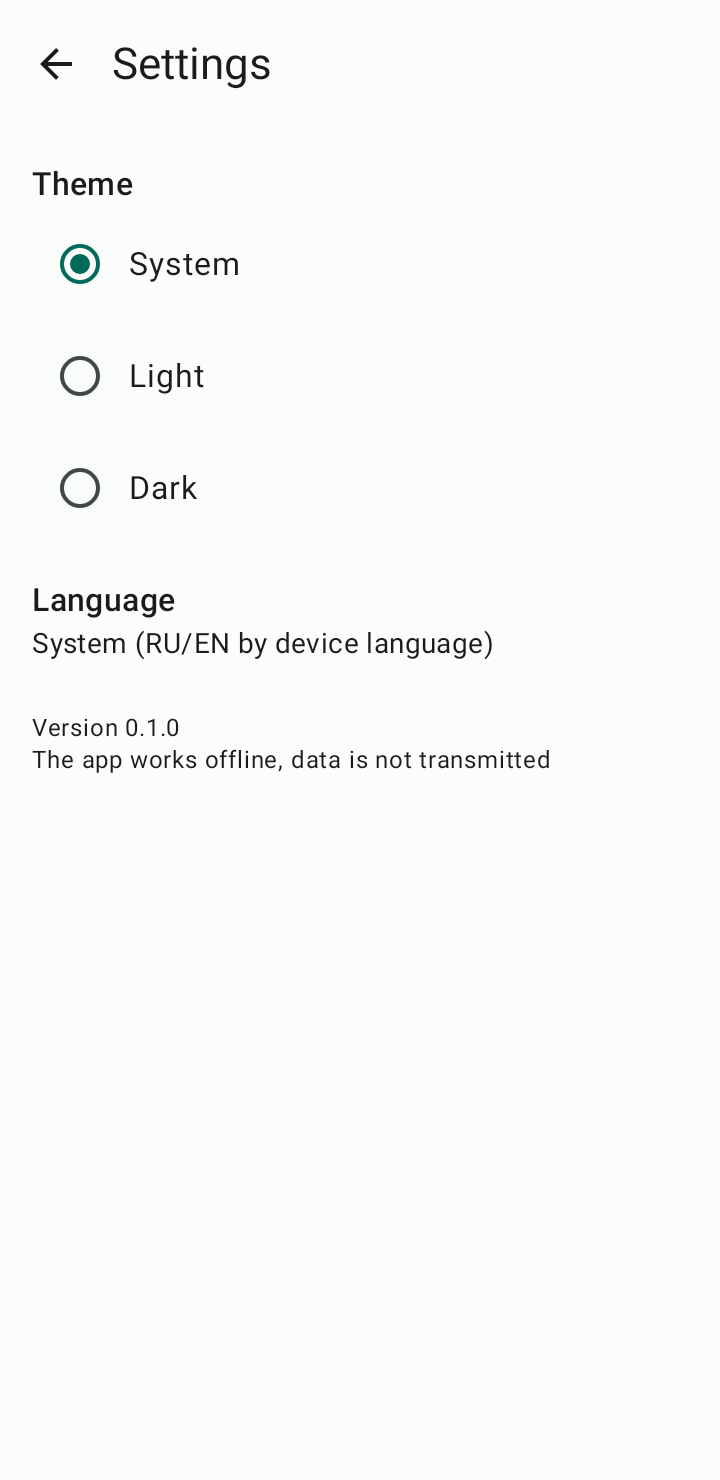 Settings
Theme
System
Light
Dark
Language
System (RU/EN by device language)
Version 0.1.0
The app works offline, data is not transmitted